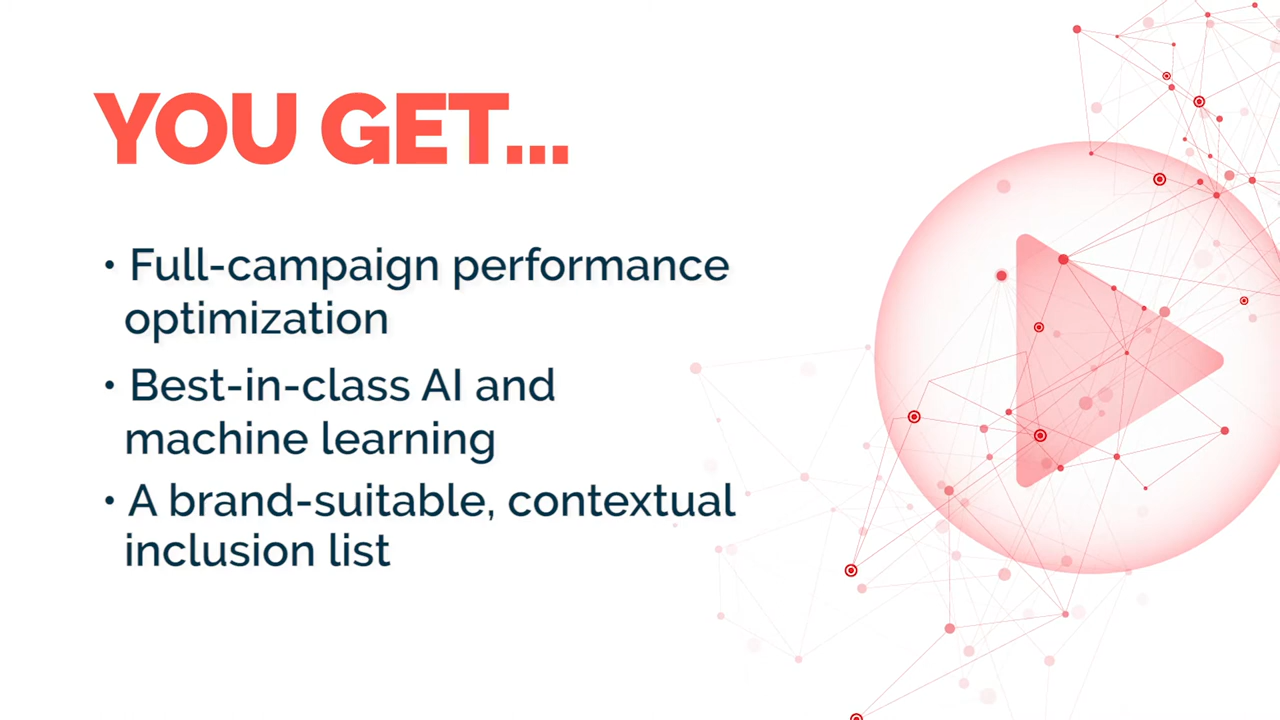 YOU GET...
• Full-campaign performance
optimization
• Best-in-class AI and
machine learning
• A brand-suitable, contextual
inclusion list